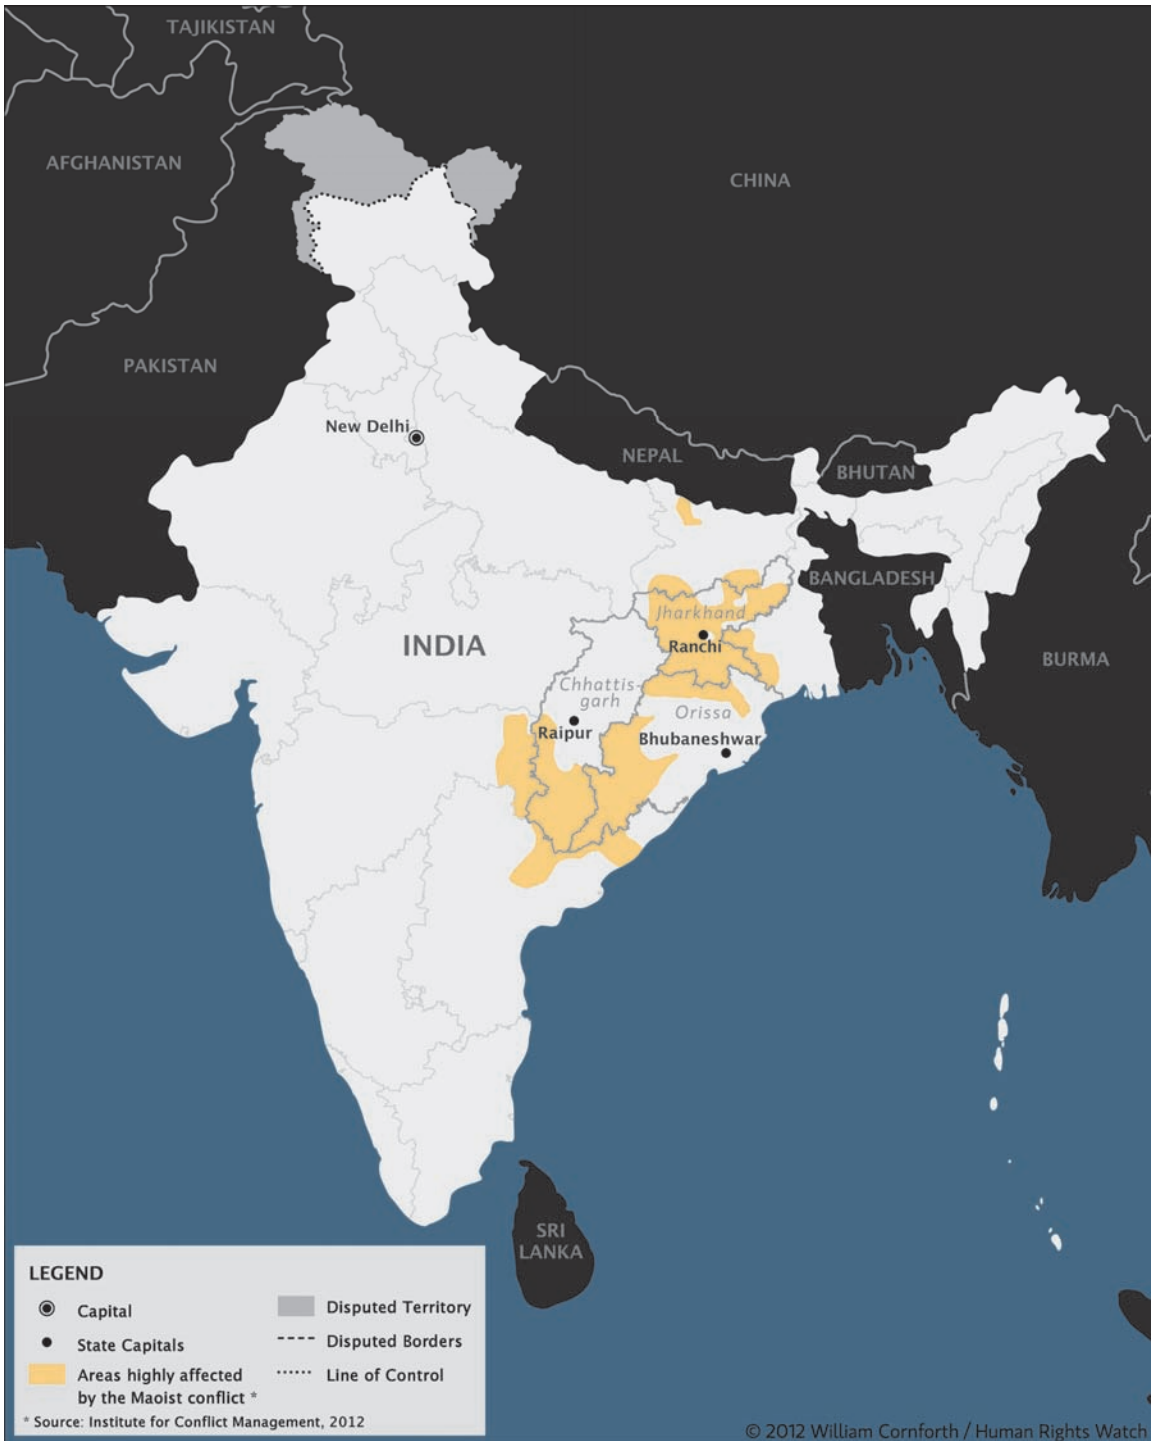 TAJIKISTAN
AFGHANISTAN
CHINA
PAKISTAN
New Delhi
NEPAL
BHUTAN
BANGLADESH
Jharkhand
Ranchi
INDIA
BURMA
Chhattis-
garh
Orissa
Raipur
Bhubaneshwar
SRI
LANKA
LEGEND
Capital
State Capitals
Areas highly affected
by the Maoist conflict *
Disputed Territory
Disputed Borders
Line of Control
* Source: Institute for Conflict Management, 2012
© 2012 William Cornforth / Human Rights Watch